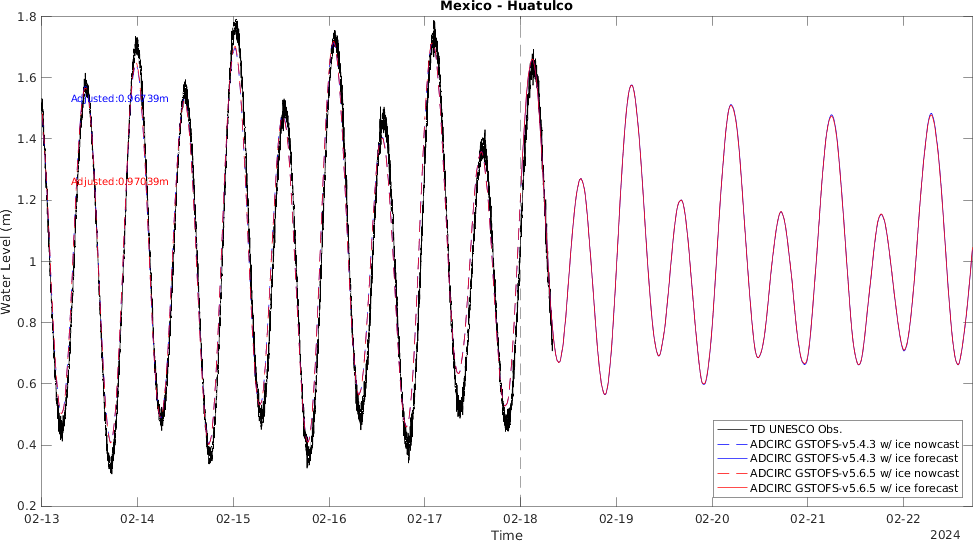 Mexico - Huatulco
1.8
1.6
1.4
1.2
1
0.8
0.6
0.4
0.2
Water Level (m)
Adjusted:0.96739m
Adjusted:0.97039m
TD UNESCO Obs.
ADCIRC GSTOFS-v5.4.3 w/ ice nowcast
ADCIRC GSTOFS-v5.4.3 w/ ice forecast
ADCIRC GSTOFS-v5.6.5 w/ ice nowcast
ADCIRC GSTOFS-v5.6.5 w/ ice forecast
02-13 02-14 02-15 02-16 02-17 02-18 02-19 02-20 02-21 02-22
Time
2024